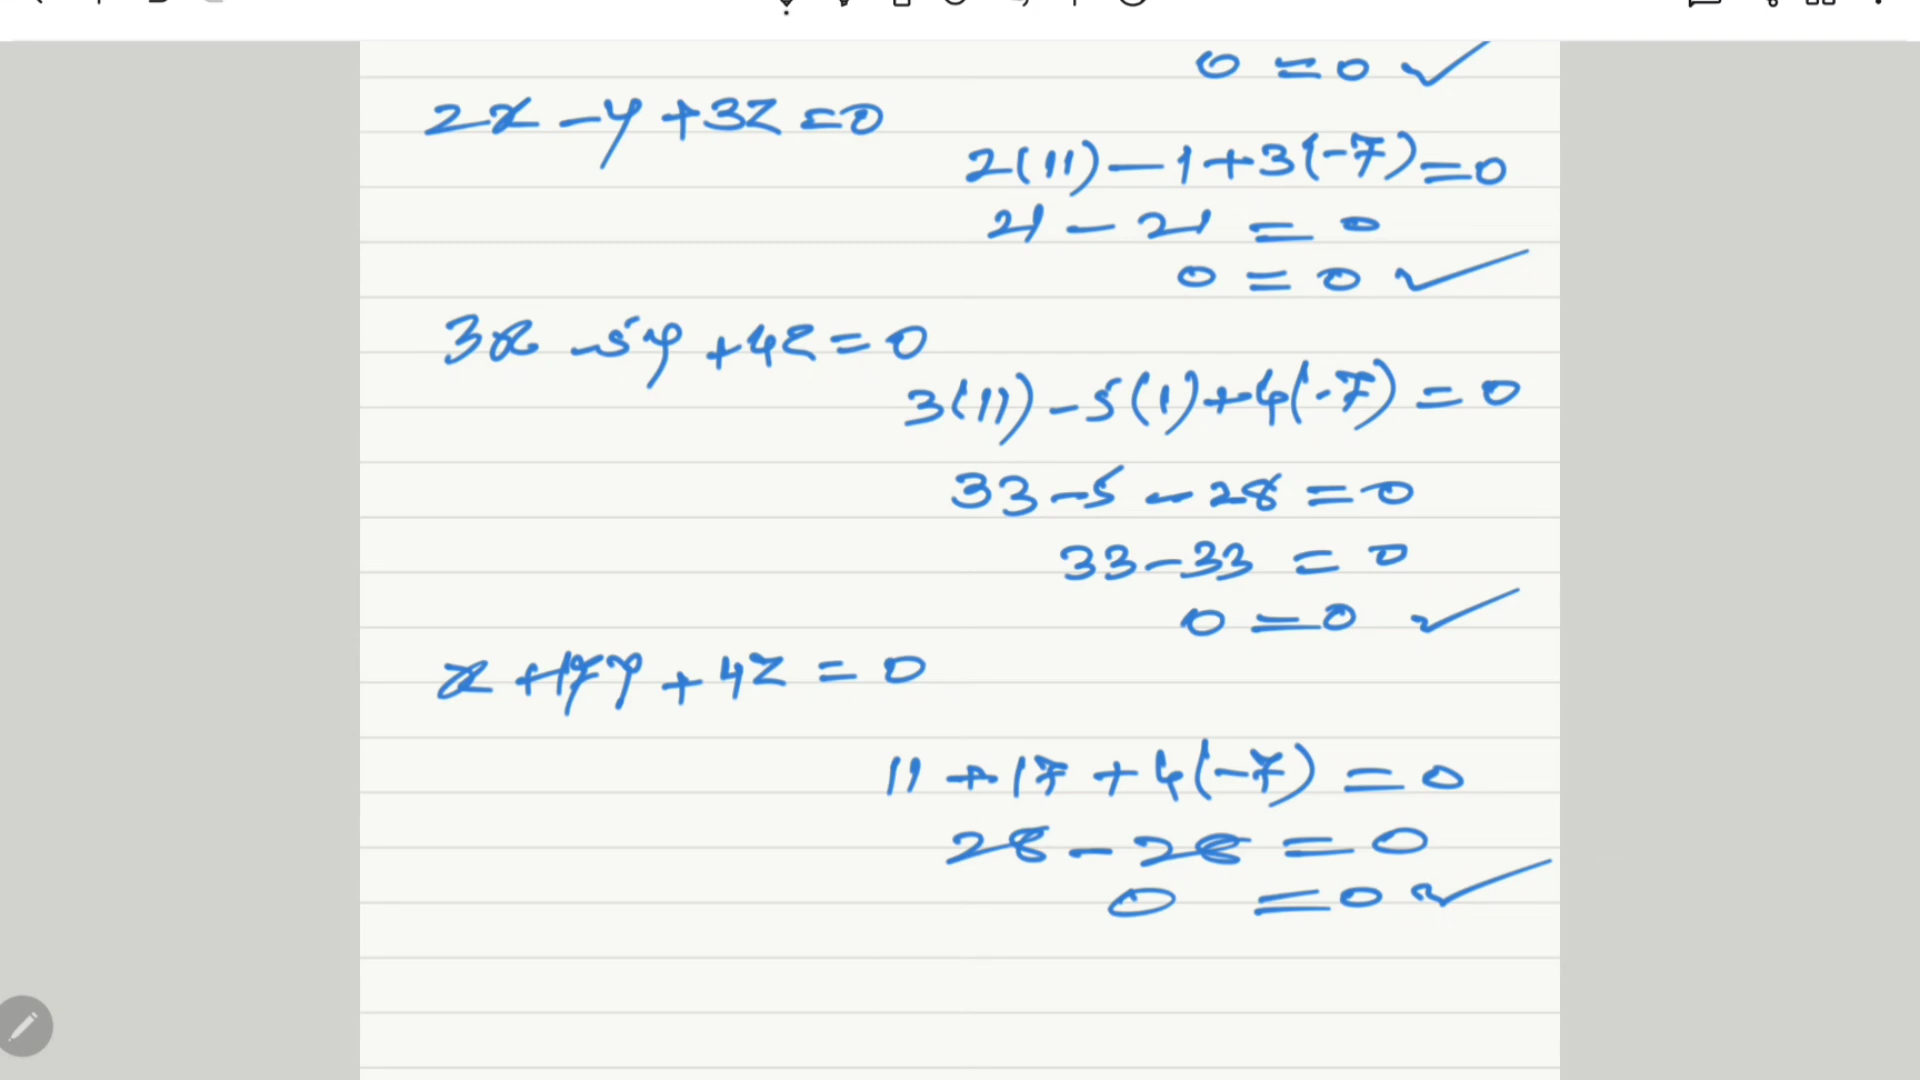 0 = 0 ✓
2x - y + 3z = 0
2(11) - 1 + 3(-7) = 0
21 - 21 = 0
0 = 0 ✓
3x - 5y + 4z = 0
3(11) - 5(1) + 4(-7) = 0
33 - 5 - 28 = 0
33 - 33 = 0
0 = 0 ✓
x + 17y + 4z = 0
11 + 17 + 4(-7) = 0
28 - 28 = 0
0 = 0 ✓